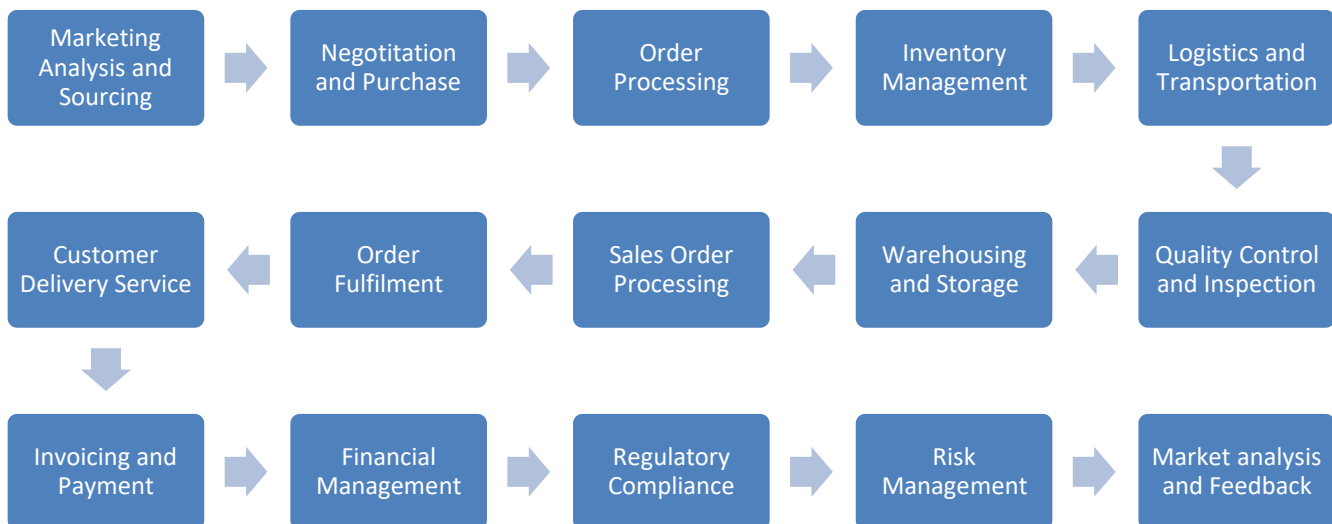 Marketing
Analysis and
Sourcing
Negotitation
and Purchase
Order
Processing
Inventory
Management
Logistics and
Transportation
Quality Control
and Inspection
Warehousing
and Storage
Sales Order
Processing
Order
Fulfilment
Customer
Delivery Service
Invoicing and
Payment
Financial
Management
Regulatory
Compliance
Risk
Management
Market analysis
and Feedback